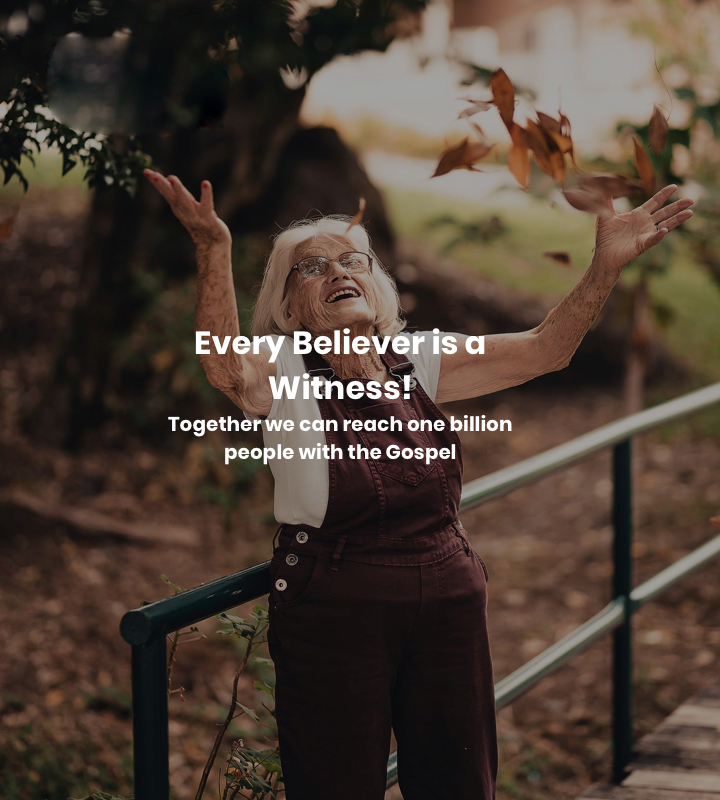 Every Believer is a
Witness!
Together we can reach one billion
people with the Gospel